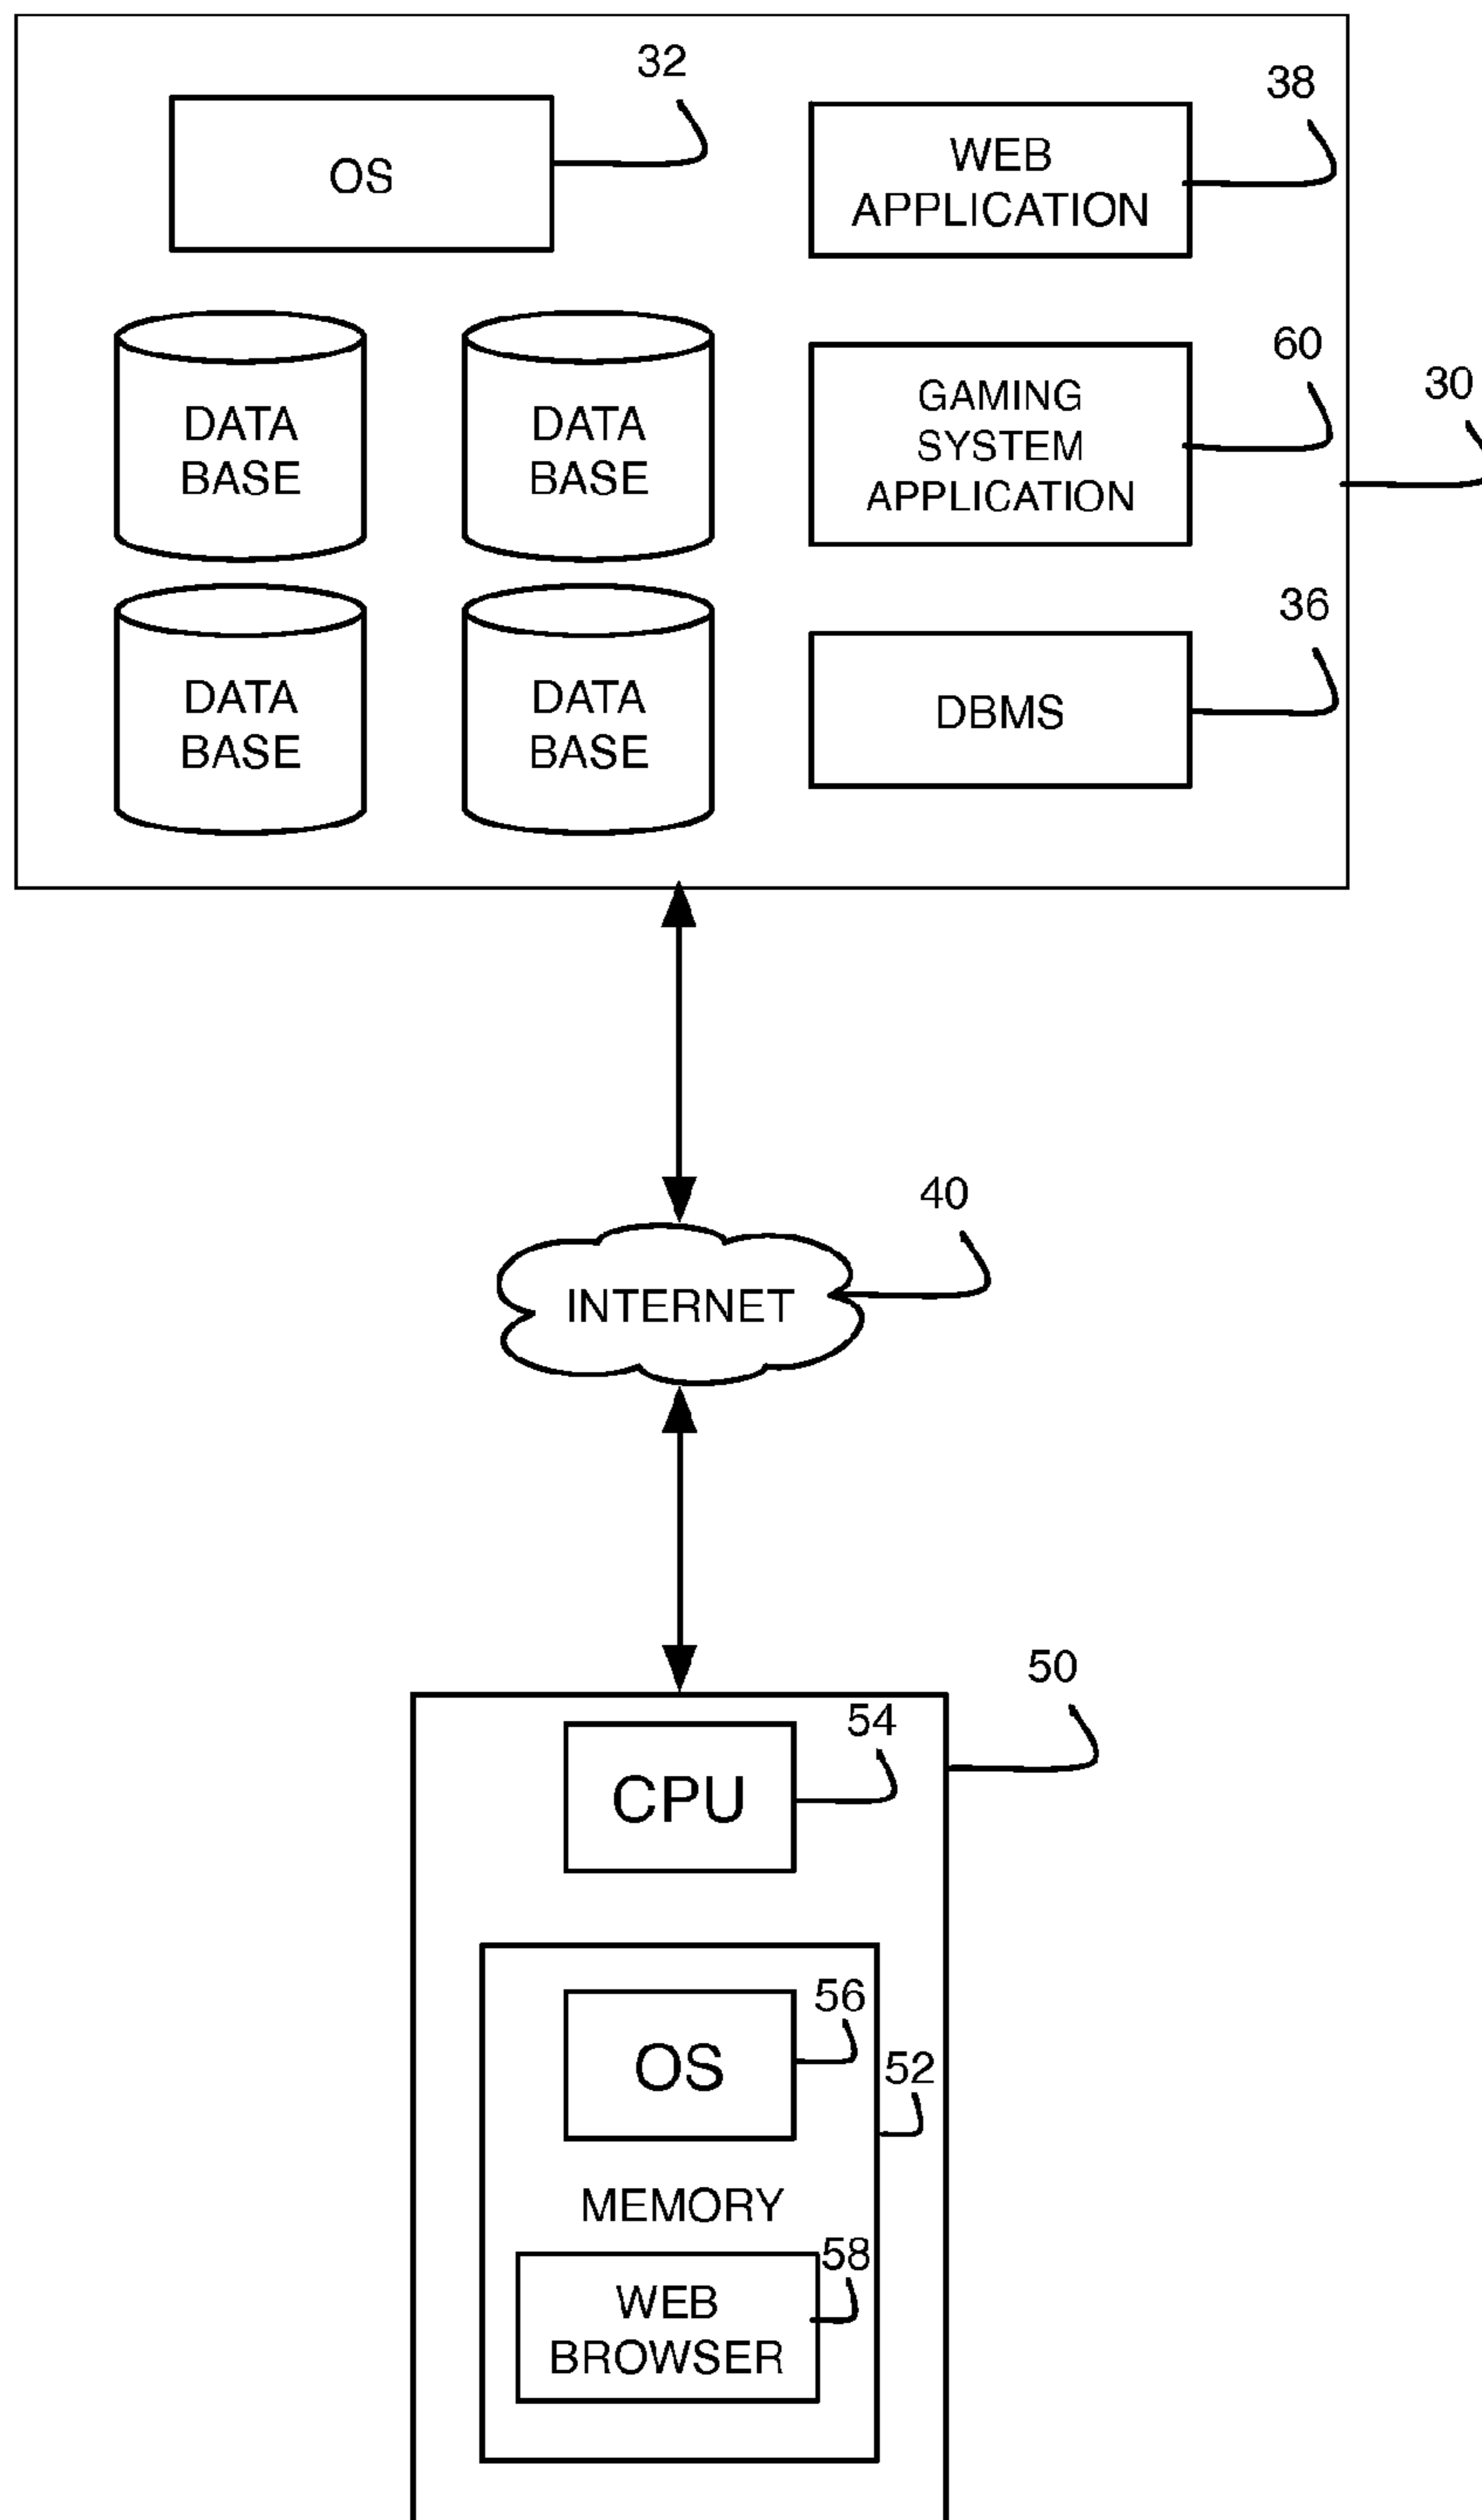 32
38
OS
WEB
APPLICATION
60
30
DATA
BASE
DATA
BASE
GAMING
SYSTEM
APPLICATION
36
DATA
BASE
DATA
BASE
DBMS
40
INTERNET
50
54
CPU
56
OS
52
MEMORY
58
WEB
BROWSER